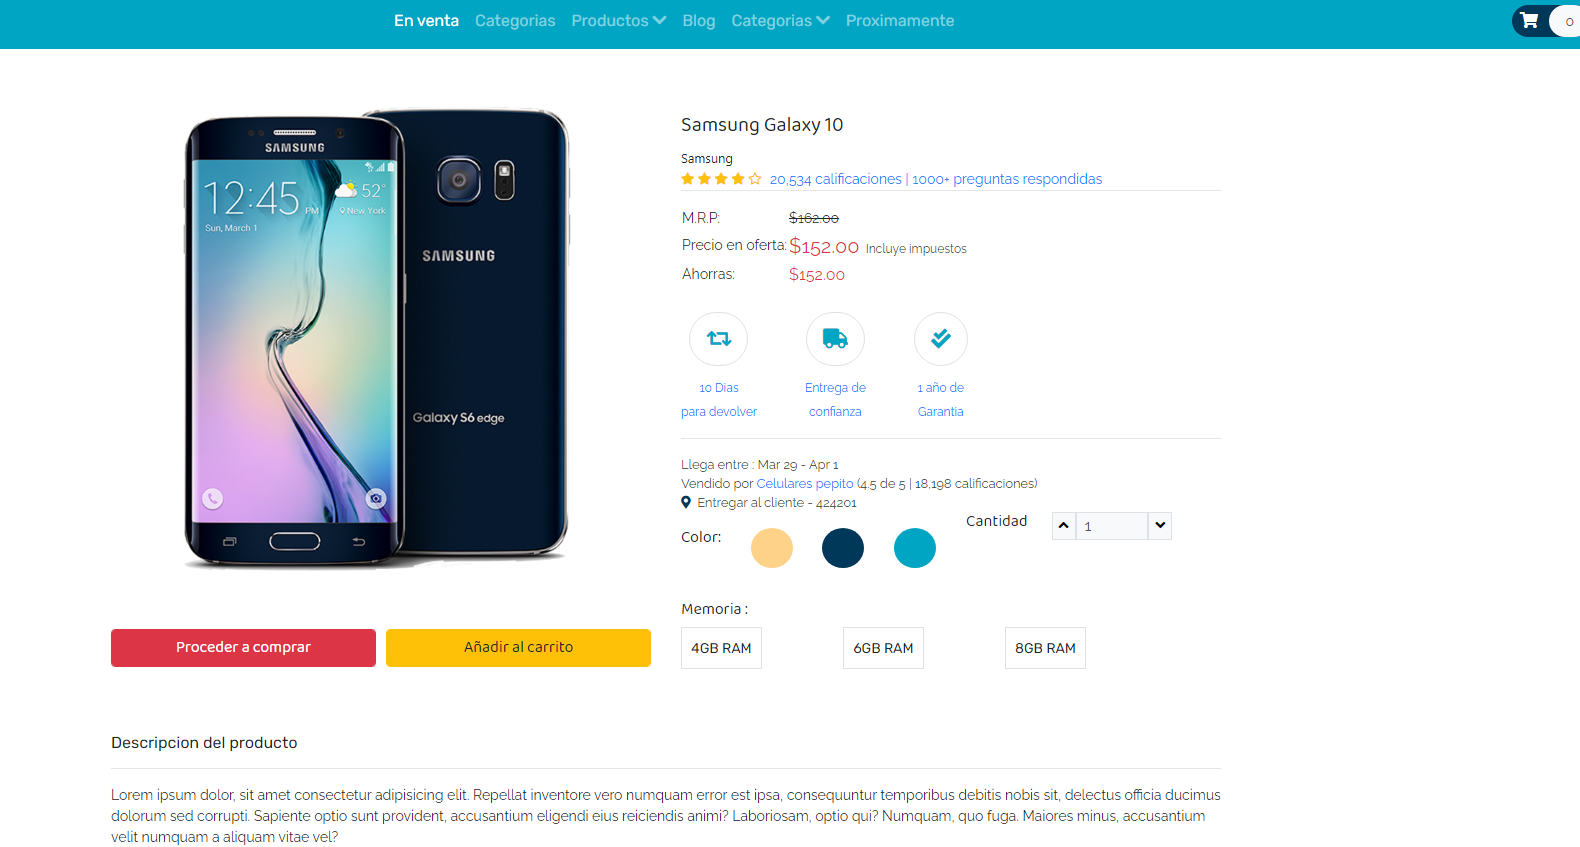 En venta Categorias Productos Blog Categorias Proximamente 0
SAMSUNG
12:45 PM 52°
New York
Sun, March 1
SAMSUNG
Galaxy S6 edge
Samsung Galaxy 10
Samsung
20,534 calificaciones | 1000+ preguntas respondidas
M.R.P: $162.00
Precio en oferta: $152.00 Incluye impuestos
Ahorras: $152.00
10 Dias
para devolver
Entrega de
confianza
1 año de
Garantia
Llega entre : Mar 29 - Apr 1
Vendido por Celulares pepito (4.5 de 5 | 18,198 calificaciones)
Entregar al cliente - 424201
Color:
Cantidad 1
Memoria :
4GB RAM 6GB RAM 8GB RAM
Proceder a comprar Añadir al carrito
Descripcion del producto
Lorem ipsum dolor, sit amet consectetur adipisicing elit. Repellat inventore vero numquam error est ipsa, consequuntur temporibus debitis nobis sit, delectus officia ducimus
dolorum sed corrupti. Sapiente optio sunt provident, accusantium eligendi eius reiciendis animi? Laboriosam, optio qui? Numquam, quo fuga. Maiores minus, accusantium
velit numquam a aliquam vitae vel?